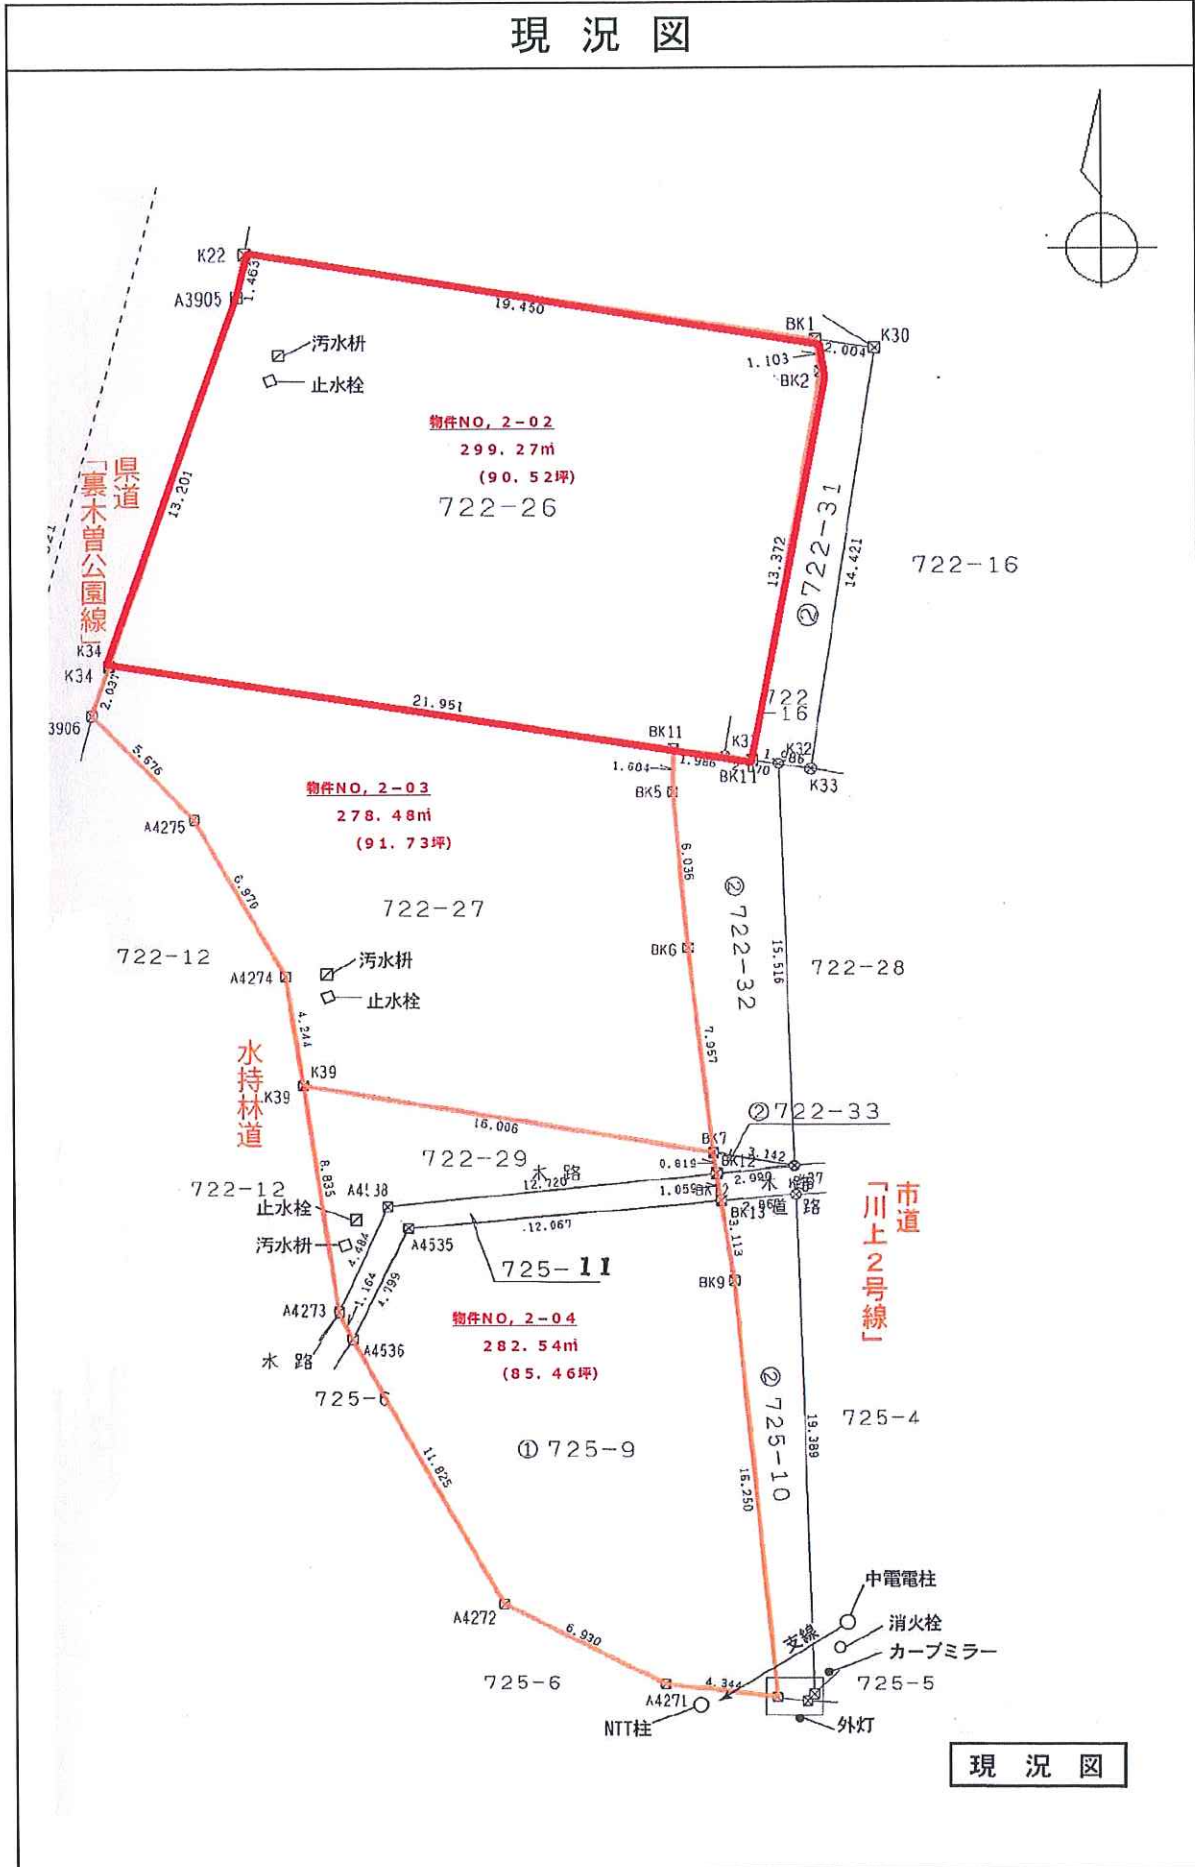 現況図
K22
1.463
A3905
19.450
BK1
K30
2.004
1.103
BK2
汚水枡
止水栓
物件NO, 2-02
299. 27㎡
(90. 52坪)
722-26
県道
「裏木曽公園線」
13.201
13.372
②722-31
14.421
722-16
K34
K34
2.037
3906
21.951
722
-16
BK11
1.986
K32
K33
BK11
1.604
BK5
5.676
物件NO, 2-03
278. 48㎡
(91. 73坪)
A4275
6.036
6.970
722-27
②722-32
15.516
722-12
A4274
汚水枡
止水栓
BK6
722-28
4.244
7.957
水持林道
K39
K39
16.006
②722-33
BK7
3.142
722-29
水路
0.819
BK12
12.720
水路
722-12
8.835
A4538
止水栓
1.059
BK13
道路
汚水枡
4.484
A4535
12.067
3.113
725-11
市道
「川上2号線」
BK9
1.164
4.799
A4273
水路
A4536
物件NO, 2-04
282. 54㎡
(85. 46坪)
725-6
②725-10
725-4
19.389
11.825
①725-9
16.250
中電電柱
A4272
消火栓
支線
カーブミラー
6.930
725-6
4.344
725-5
A4271
NTT柱
外灯
現況図